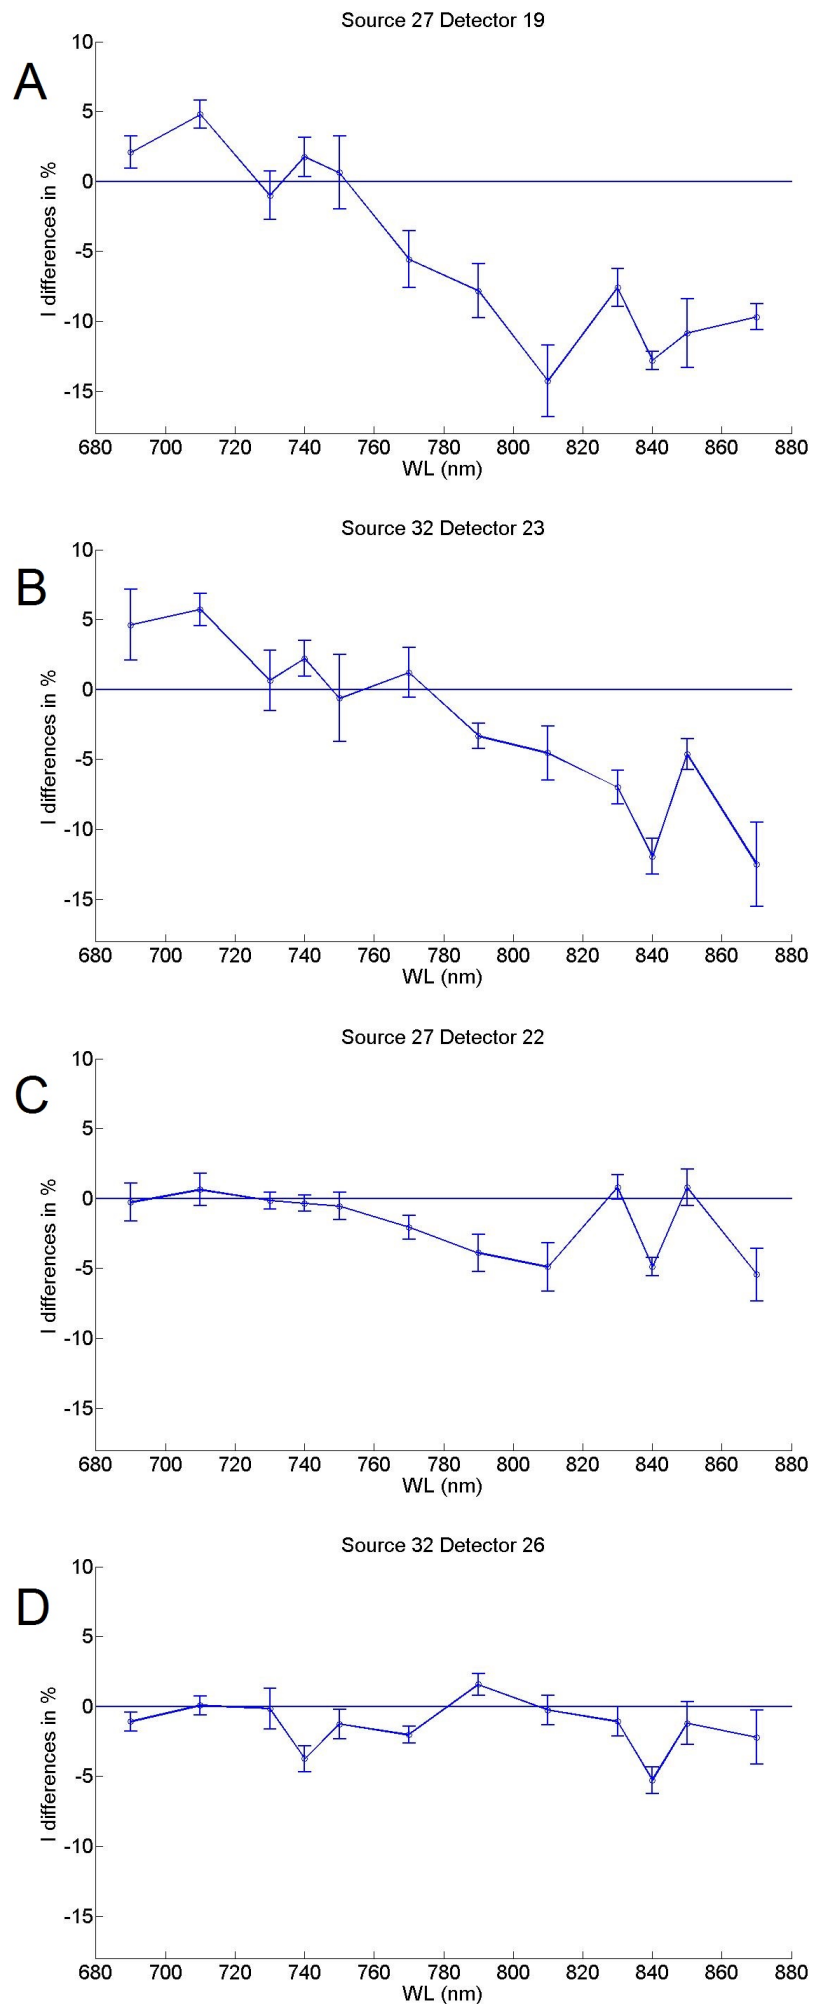 Source 27 Detector 19
A
10
5
0
-5
-10
-15
I differences in %
680 700 720 740 760 780 800 820 840 860 880
WL (nm)
Source 32 Detector 23
B
10
5
0
-5
-10
-15
I differences in %
680 700 720 740 760 780 800 820 840 860 880
WL (nm)
Source 27 Detector 22
C
10
5
0
-5
-10
-15
I differences in %
680 700 720 740 760 780 800 820 840 860 880
WL (nm)
Source 32 Detector 26
D
10
5
0
-5
-10
-15
I differences in %
680 700 720 740 760 780 800 820 840 860 880
WL (nm)